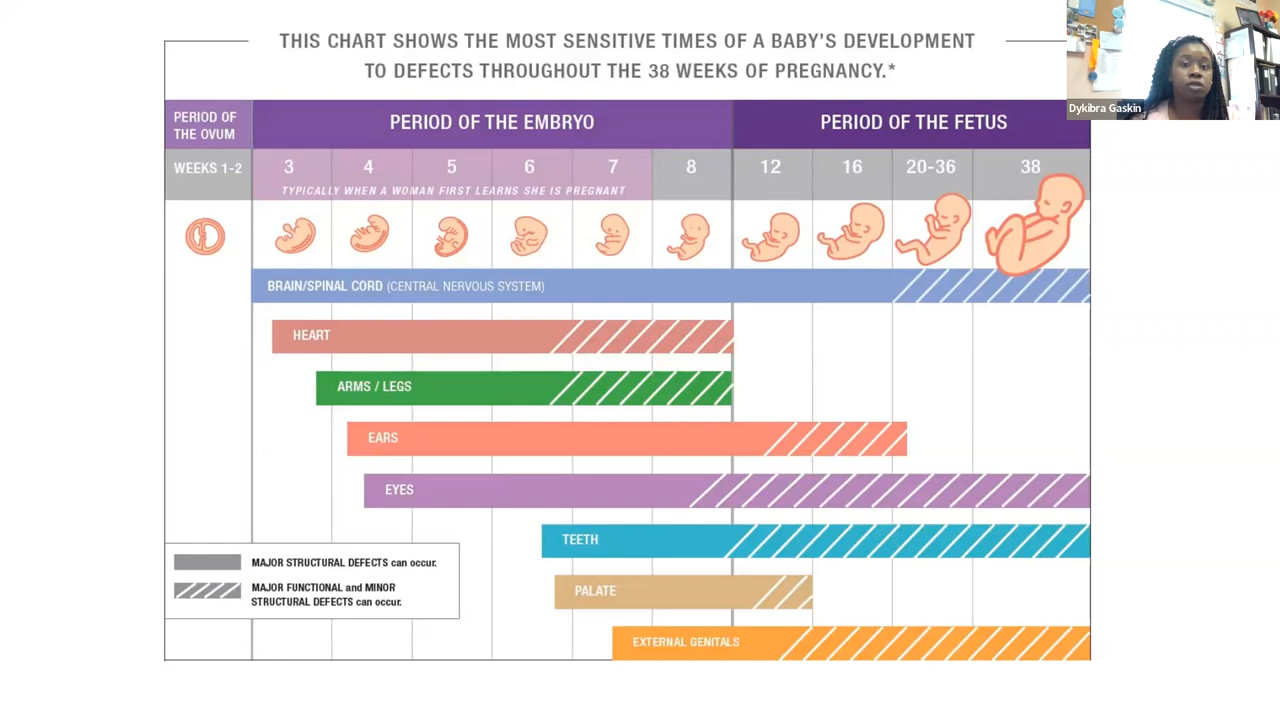 THIS CHART SHOWS THE MOST SENSITIVE TIMES OF A BABY'S DEVELOPMENT
TO DEFECTS THROUGHOUT THE 38 WEEKS OF PREGNANCY.*
Dykibra Gaskin
PERIOD OF
THE OVUM
PERIOD OF THE EMBRYO
PERIOD OF THE FETUS
WEEKS 1-2
3
4
5
6
7
8
12
16
20-36
38
TYPICALLY WHEN A WOMAN FIRST LEARNS SHE IS PREGNANT
BRAIN/SPINAL CORD (CENTRAL NERVOUS SYSTEM)
HEART
ARMS / LEGS
EARS
EYES
TEETH
PALATE
EXTERNAL GENITALS
MAJOR STRUCTURAL DEFECTS can occur.
MAJOR FUNCTIONAL and MINOR
STRUCTURAL DEFECTS can occur.